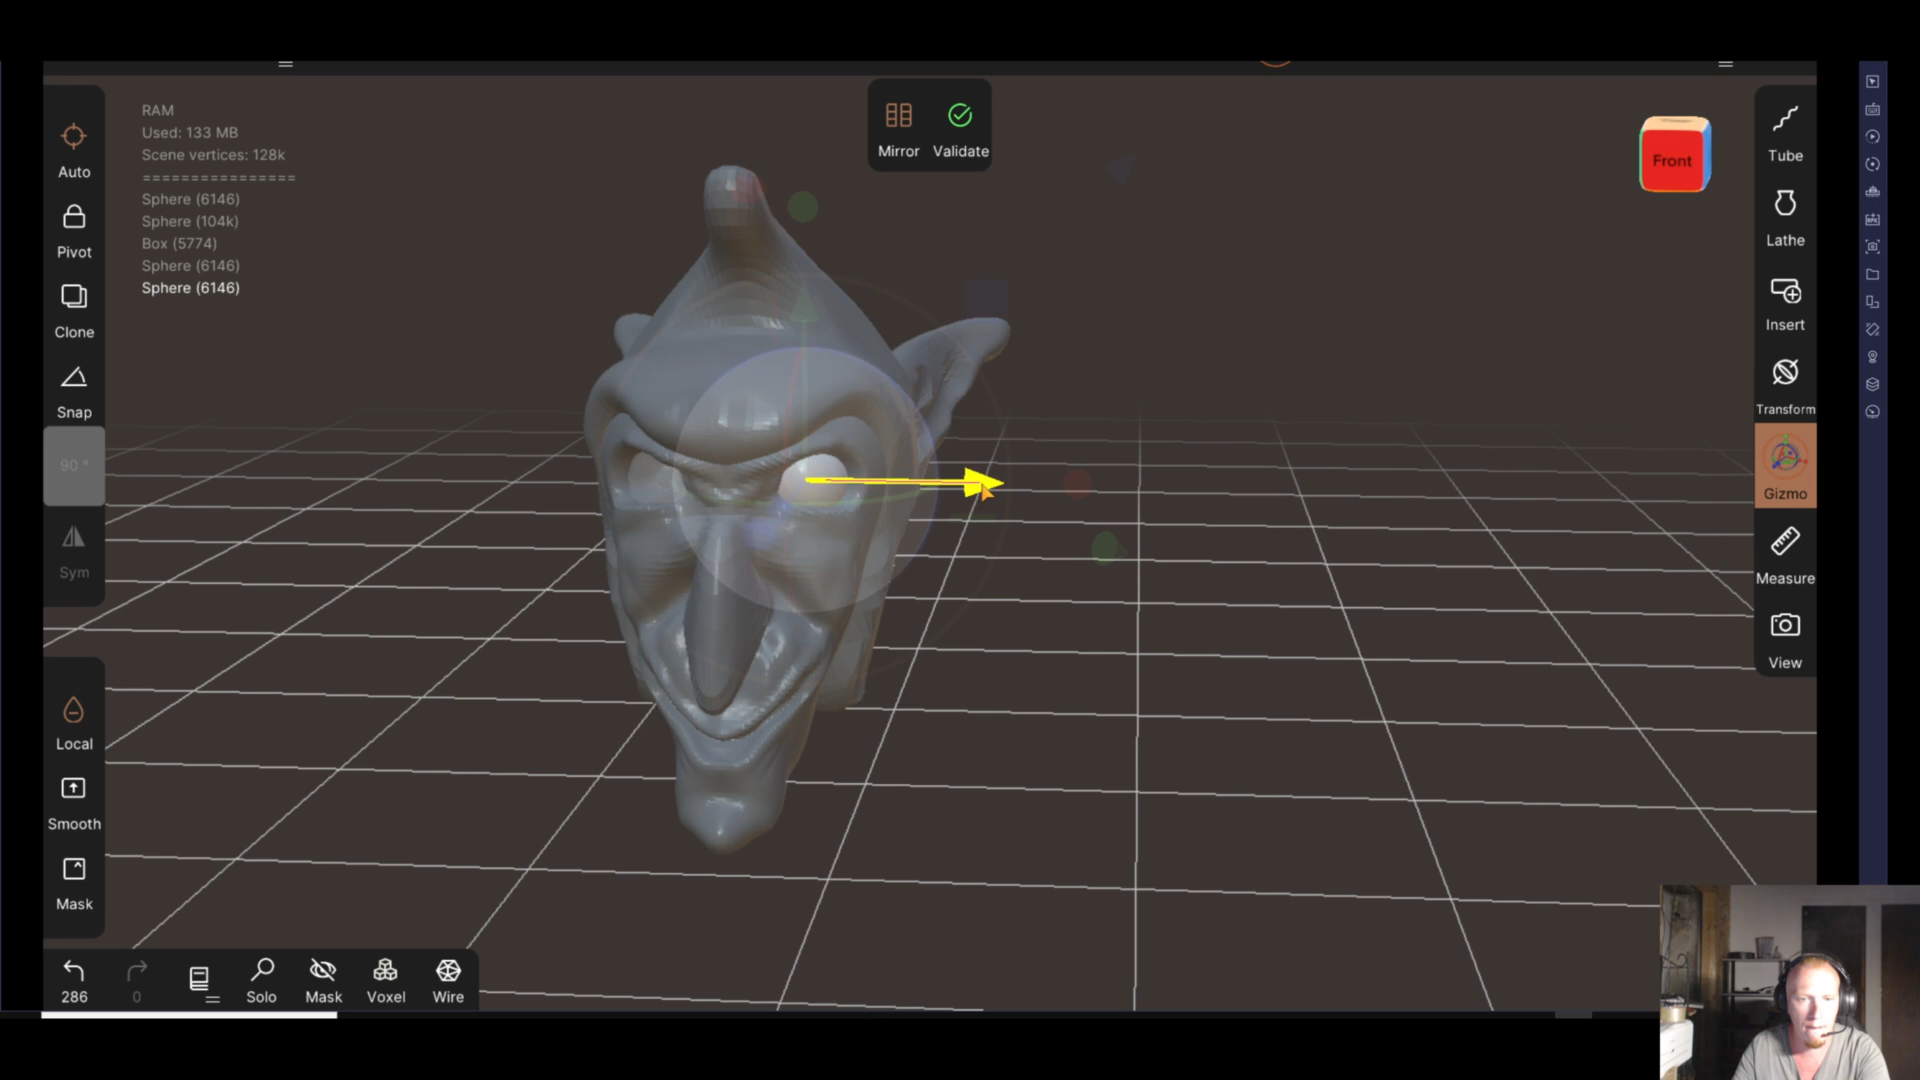 RAM
Used: 133 MB
Scene vertices: 128k
================
Sphere (6146)
Sphere (104k)
Box (5774)
Sphere (6146)
Sphere (6146)
Auto
Pivot
Clone
Snap
90 °
Sym
Local
Smooth
Mask
286
0
Solo
Mask
Voxel
Wire
Mirror
Validate
Front
Tube
Lathe
Insert
Transform
Gizmo
Measure
View